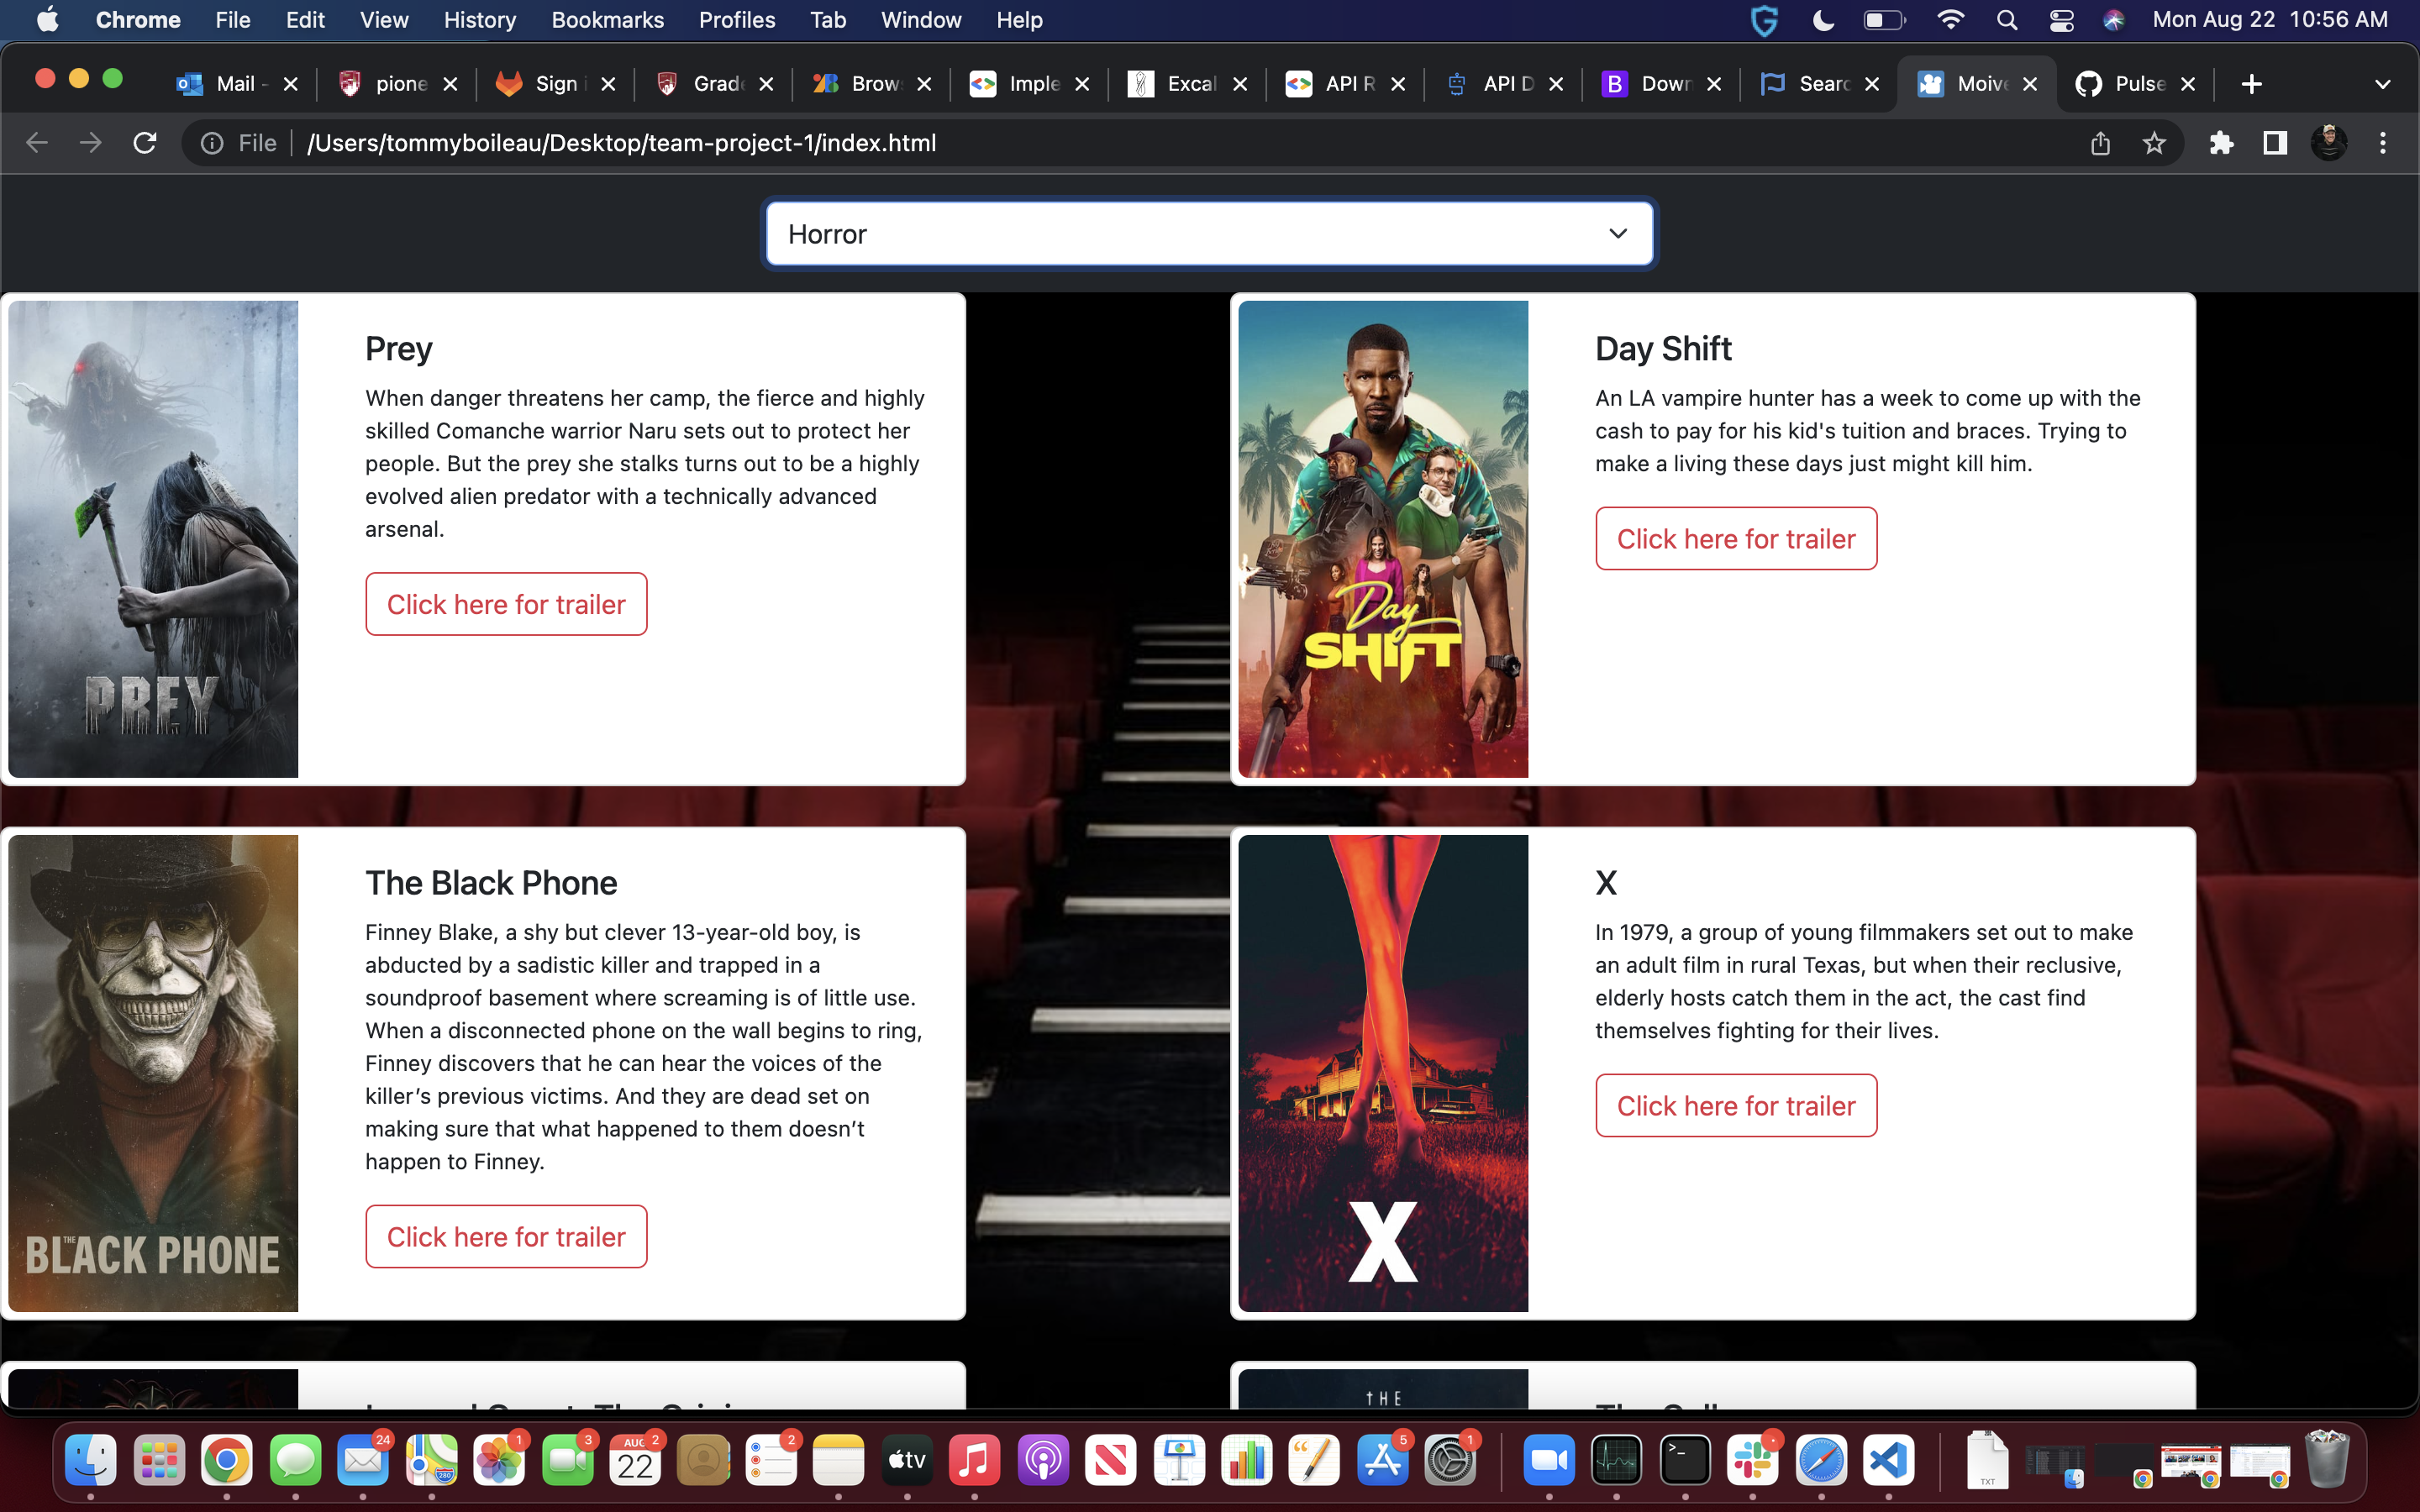 Chrome File Edit View History Bookmarks Profiles Tab Window Help Mon Aug 22 10:56 AM
Mail - pione Sign i Grade Brow Imple Excal API R API D Down Searc Moive Pulse
File /Users/tommyboileau/Desktop/team-project-1/index.html
Horror
Prey
When danger threatens her camp, the fierce and highly
skilled Comanche warrior Naru sets out to protect her
people. But the prey she stalks turns out to be a highly
evolved alien predator with a technically advanced
arsenal.
Click here for trailer
PREY
Day Shift
An LA vampire hunter has a week to come up with the
cash to pay for his kid's tuition and braces. Trying to
make a living these days just might kill him.
Click here for trailer
Day
SHIFT
The Black Phone
Finney Blake, a shy but clever 13-year-old boy, is
abducted by a sadistic killer and trapped in a
soundproof basement where screaming is of little use.
When a disconnected phone on the wall begins to ring,
Finney discovers that he can hear the voices of the
killer’s previous victims. And they are dead set on
making sure that what happened to them doesn’t
happen to Finney.
Click here for trailer
THE
BLACK PHONE
X
In 1979, a group of young filmmakers set out to make
an adult film in rural Texas, but when their reclusive,
elderly hosts catch them in the act, the cast find
themselves fighting for their lives.
Click here for trailer
X
THE
24 280 1 3 AUG 2 22 2 tv 5 1 TXT